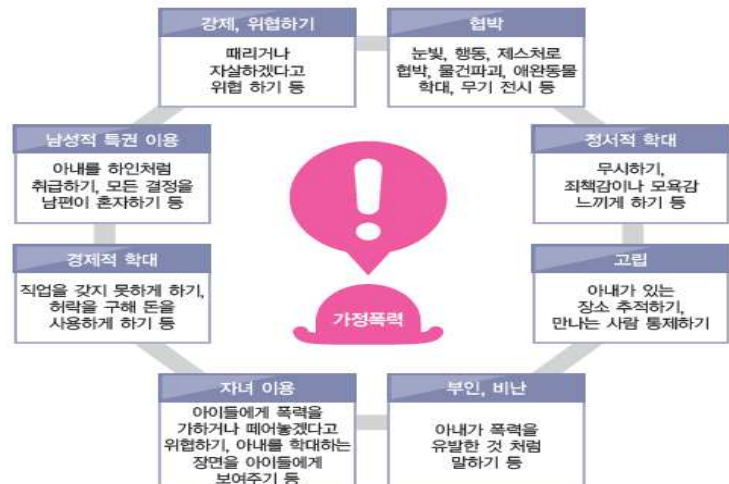 강제, 위협하기
때리거나
자살하겠다고
위협 하기 등
협박
눈빛, 행동, 제스처로
협박, 물건파괴, 애완동물
학대, 무기 전시 등
남성적 특권 이용
아내를 하인처럼
취급하기, 모든 결정을
남편이 혼자하기 등
정서적 학대
무시하기,
죄책감이나 모욕감
느끼게 하기 등
경제적 학대
직업을 갖지 못하게 하기,
허락을 구해 돈을
사용하게 하기 등
고립
아내가 있는
장소 추적하기,
만나는 사람 통제하기
가정폭력
자녀 이용
아이들에게 폭력을
가하거나 떼어놓겠다고
위협하기, 아내를 학대하는
장면을 아이들에게
보여주기 등
부인, 비난
아내가 폭력을
유발한 것 처럼
말하기 등